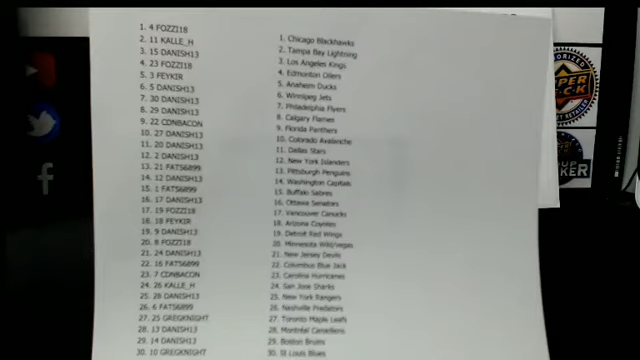 1. 4 FOZZI18
2. 11 KALLE_H
3. 15 DANISH13
4. 23 FOZZI18
5. 3 FEYKIR
6. 5 DANISH13
7. 30 DANISH13
8. 29 DANISH13
9. 22 CDNBACON
10. 27 DANISH13
11. 20 DANISH13
12. 2 DANISH13
13. 21 FATS6899
14. 12 DANISH13
15. 1 FATS6899
16. 17 DANISH13
17. 19 FOZZI18
18. 18 FEYKIR
19. 9 DANISH13
20. 8 FOZZI18
21. 24 DANISH13
22. 16 FATS6899
23. 7 CDNBACON
24. 26 KALLE_H
25. 28 DANISH13
26. 6 FATS6899
27. 25 GREGKNIGHT
28. 13 DANISH13
29. 14 DANISH13
30. 10 GREGKNIGHT
1. Chicago Blackhawks
2. Tampa Bay Lightning
3. Los Angeles Kings
4. Edmonton Oilers
5. Anaheim Ducks
6. Winnipeg Jets
7. Philadelphia Flyers
8. Calgary Flames
9. Florida Panthers
10. Colorado Avalanche
11. Dallas Stars
12. New York Islanders
13. Pittsburgh Penguins
14. Washington Capitals
15. Buffalo Sabres
16. Ottawa Senators
17. Vancouver Canucks
18. Arizona Coyotes
19. Detroit Red Wings
20. Minnesota Wild/vegas
21. New Jersey Devils
22. Columbus Blue Jack
23. Carolina Hurricanes
24. San Jose Sharks
25. New York Rangers
26. Nashville Predators
27. Toronto Maple Leafs
28. Montréal Canadiens
29. Boston Bruins
30. St Louis Blues